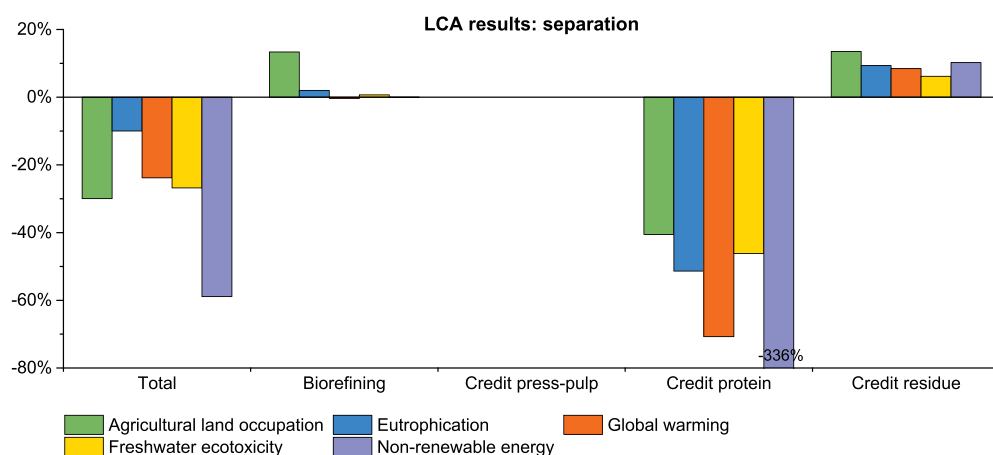 LCA results: separation
20%
0%
-20%
-40%
-60%
-80%
-336%
Total Biorefining Credit press-pulp Credit protein Credit residue
Agricultural land occupation Eutrophication Global warming
Freshwater ecotoxicity Non-renewable energy